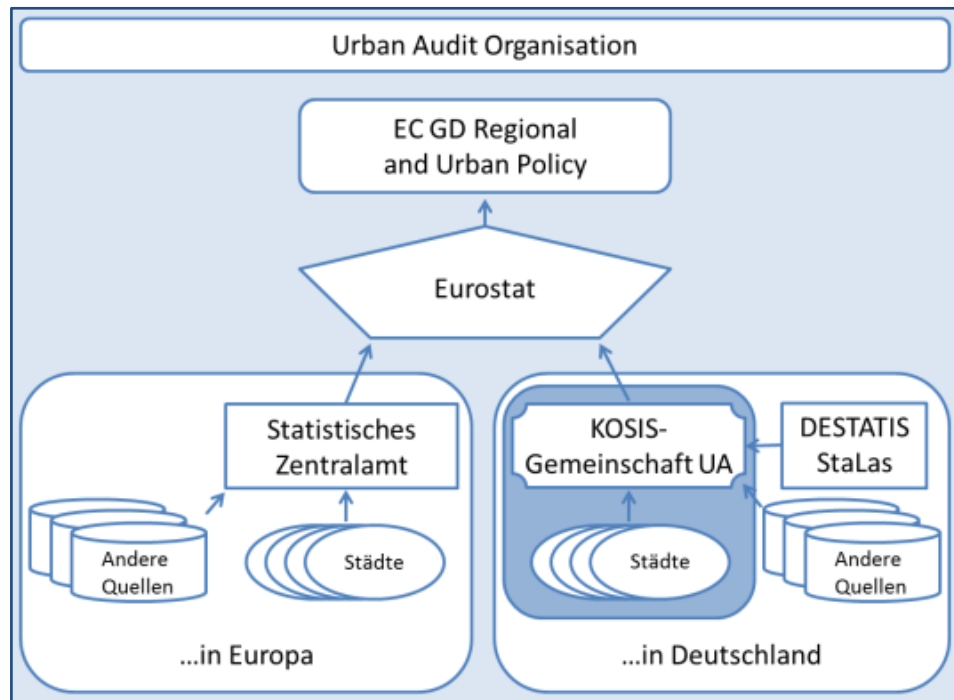 Urban Audit Organisation
EC GD Regional
and Urban Policy
Eurostat
Statistisches
Zentralamt
Andere
Quellen
Städte
...in Europa
KOSIS-
Gemeinschaft UA
DESTATIS
StaLas
Städte
Andere
Quellen
...in Deutschland